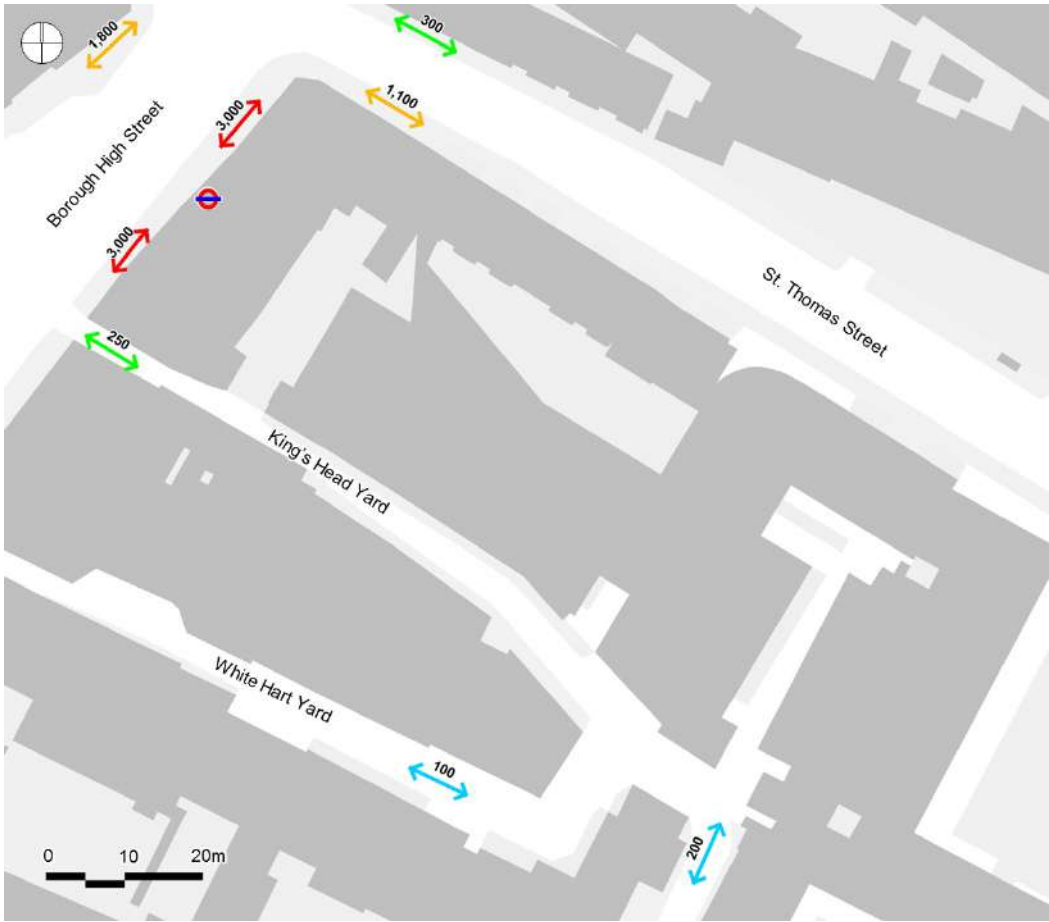 1,800
300
1,100
3,000
Borough High Street
3,000
St. Thomas Street
250
King's Head Yard
White Hart Yard
100
200
0 10 20m